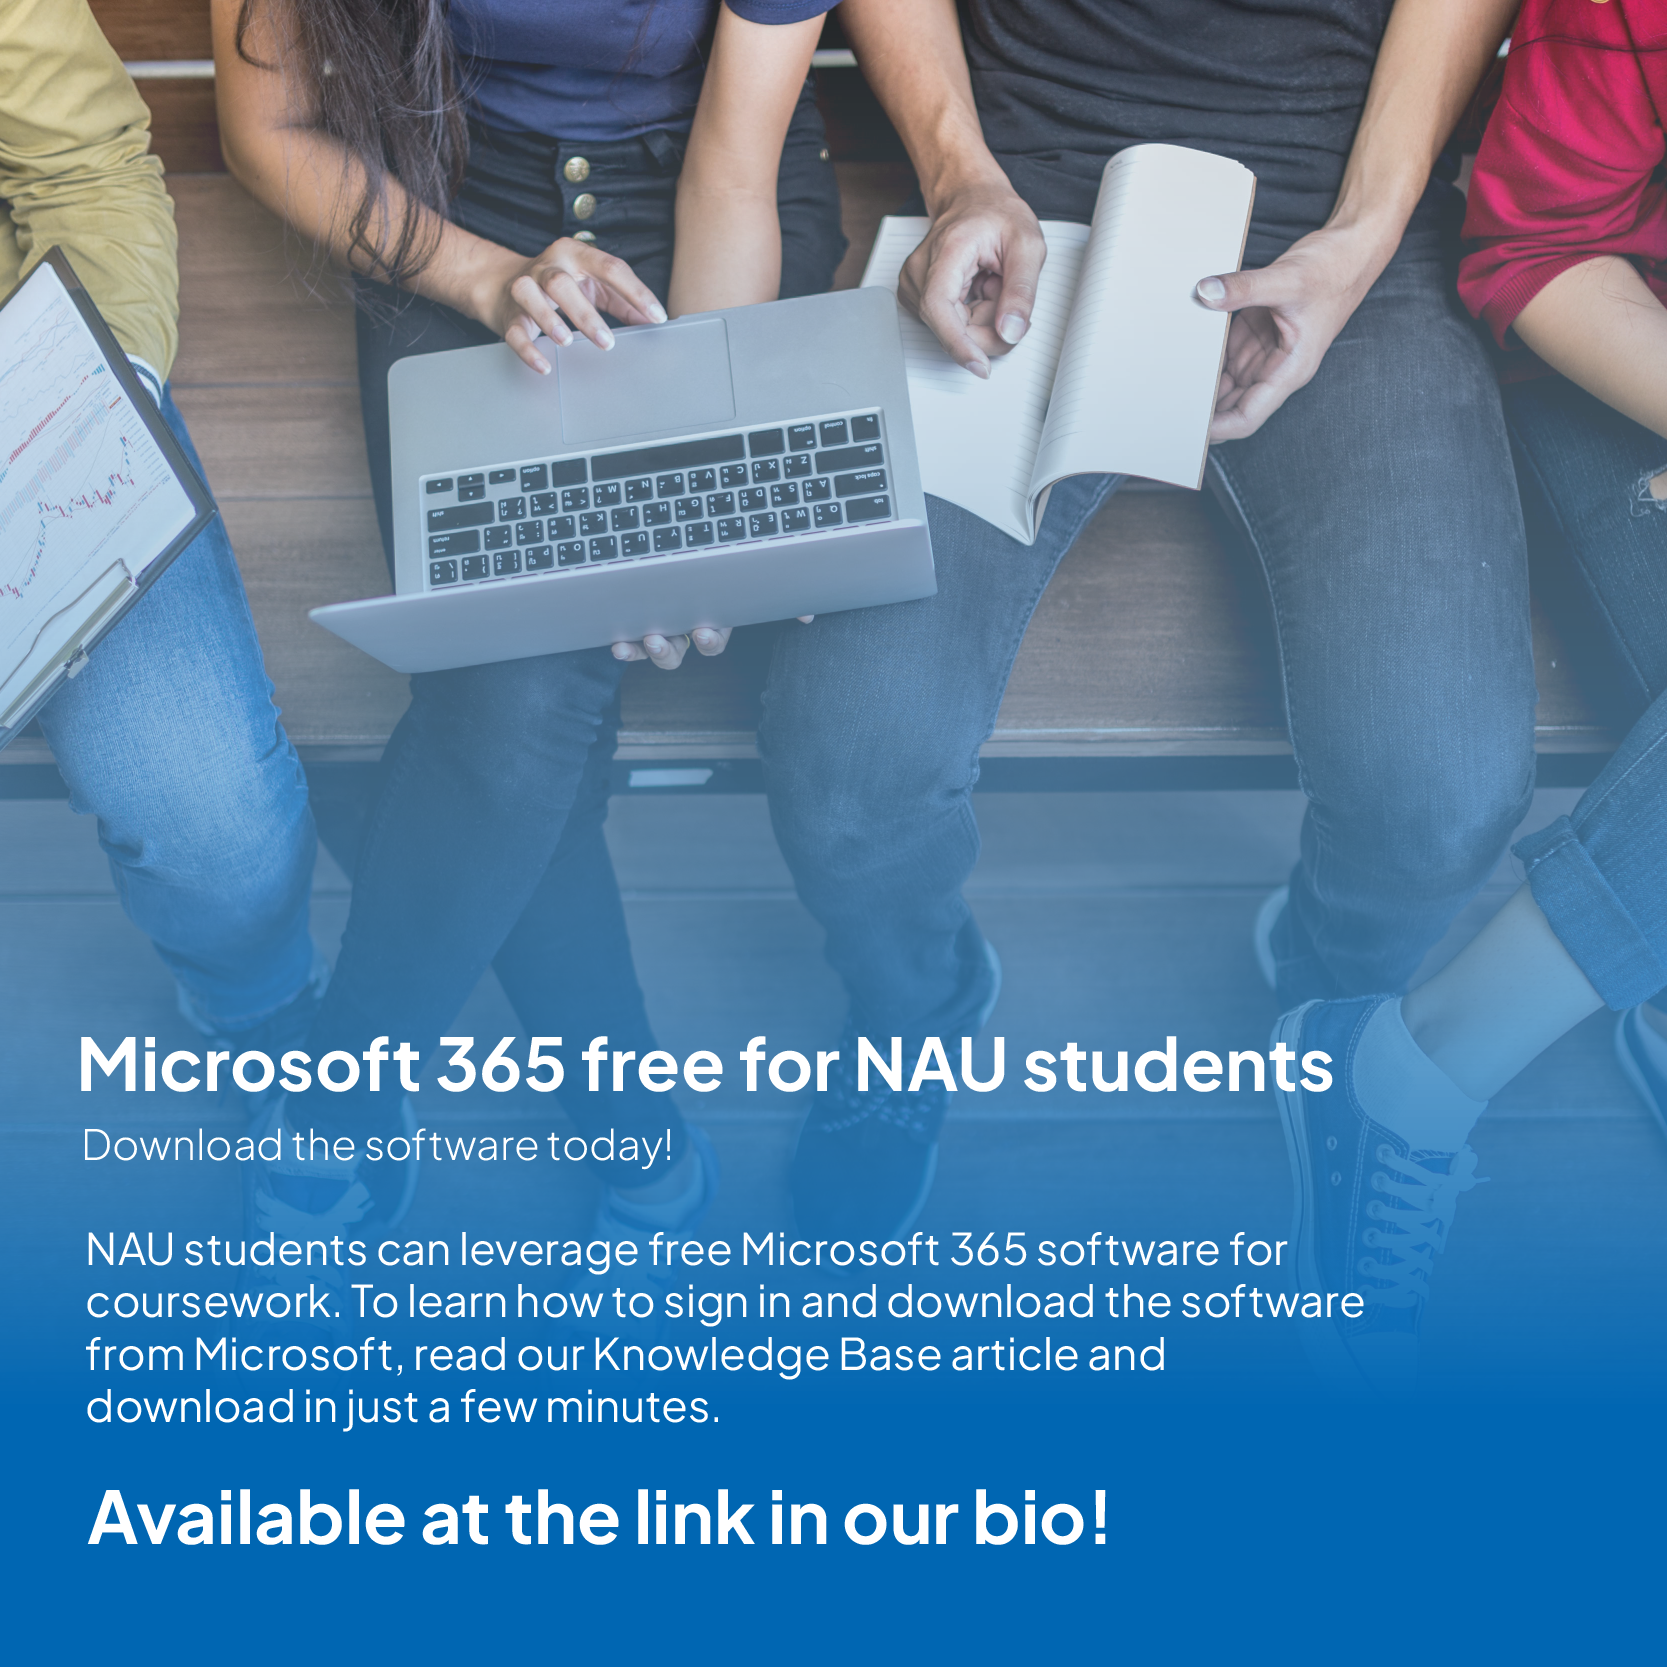 Microsoft 365 free for NAU students
Download the software today!
NAU students can leverage free Microsoft 365 software for
coursework. To learn how to sign in and download the software
from Microsoft, read our Knowledge Base article and
download in just a few minutes.
Available at the link in our bio!